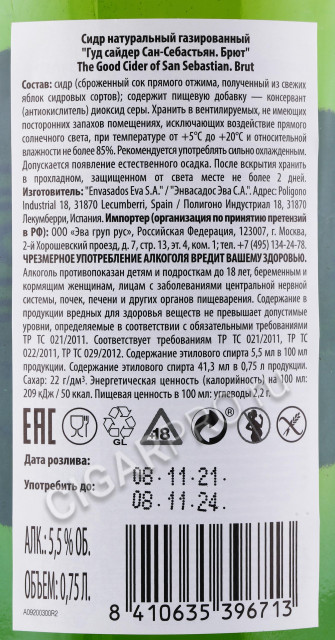 Сидр натуральный газированный
"Гуд сайдер Сан-Себастьян. Брют"
The Good Cider of San Sebastian. Brut
Состав: сидр (сброженный сок прямого отжима, полученный из свежих
яблок сидровых сортов); содержит пищевую добавку — консервант
(антиокислитель) диоксид серы. Хранить в вентилируемых, не имеющих
посторонних запахов помещениях, исключающих воздействие прямого
солнечного света, при температуре от +5°С до +20°С и относительной
влажности не более 85%. Рекомендуется употреблять сильно охлажденным.
Допускается появление естественного осадка. После вскрытия хранить
в прохладном, защищенном от света месте не более 2 дней.
Изготовитель: "Envasados Eva S.A." / "Энвасадос Эва С.А.". Адрес: Poligono
Industrial 18, 31870 Lecumberri, Spain / Полигоно Индустриал 18, 31870
Лекумберри, Испания. Импортер (организация по принятию претензий
в РФ): ООО «Эва груп рус», Российская Федерация, 123007, г. Москва,
2-й Хорошевский проезд, д. 7, стр. 13, эт. 4, ком. 1; тел. +7 (495) 134-24-78.
ЧРЕЗМЕРНОЕ УПОТРЕБЛЕНИЕ АЛКОГОЛЯ ВРЕДИТ ВАШЕМУ ЗДОРОВЬЮ.
Алкоголь противопоказан детям и подросткам до 18 лет, беременным и
кормящим женщинам, лицам с заболеваниями центральной нервной
системы, почек, печени и других органов пищеварения. Содержание в
продукции вредных для здоровья веществ не превышает допустимые
уровни, определяемые в соответствии с обязательными требованиями
ТР ТС 021/2011. Соответствует требованиям ТР ТС 021/2011, ТР ТС
022/2011, ТР ТС 029/2012. Содержание этилового спирта 5,5 мл в 100 мл
Содержание этилового спирта 41,3 мл в 0.75 л продукции.
Сахар: 22 г/дм³. Энергетическая ценность (калорийность) на 100 мл:
209 кДж / 50 ккал. Пищевая ценность в 100 мл: углеводы 2,2 г.
EAC
GL
18
Дата розлива: 08.11.21.
Употребить до: 08.11.24.
АЛК.: 5,5 % ОБ.
ОБЪЕМ: 0,75 Л.
AD9200300R2
8 410635 396713
CIGARPRO.RU